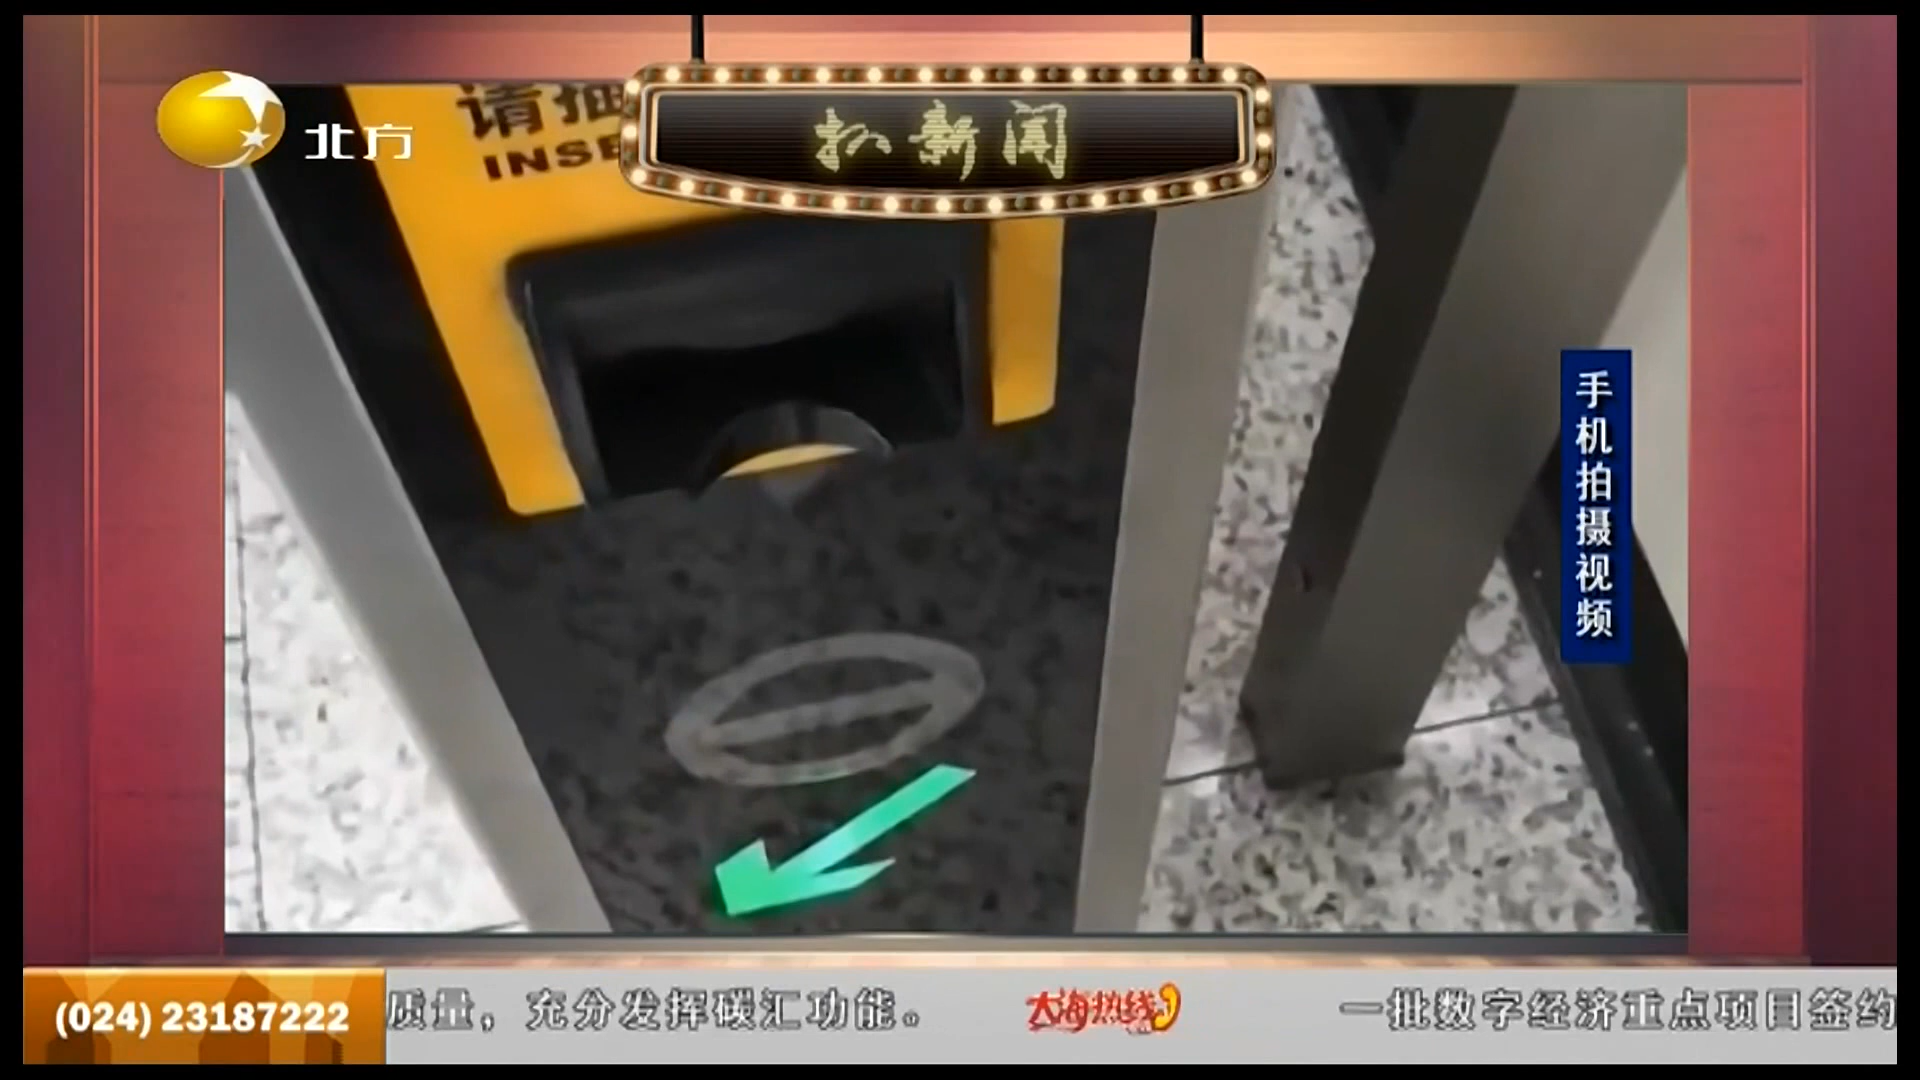 北方
请插
INSE
扒新闻
手机拍摄视频
(024) 23187222
质量，充分发挥碳汇功能。
大海热线
一批数字经济重点项目签约